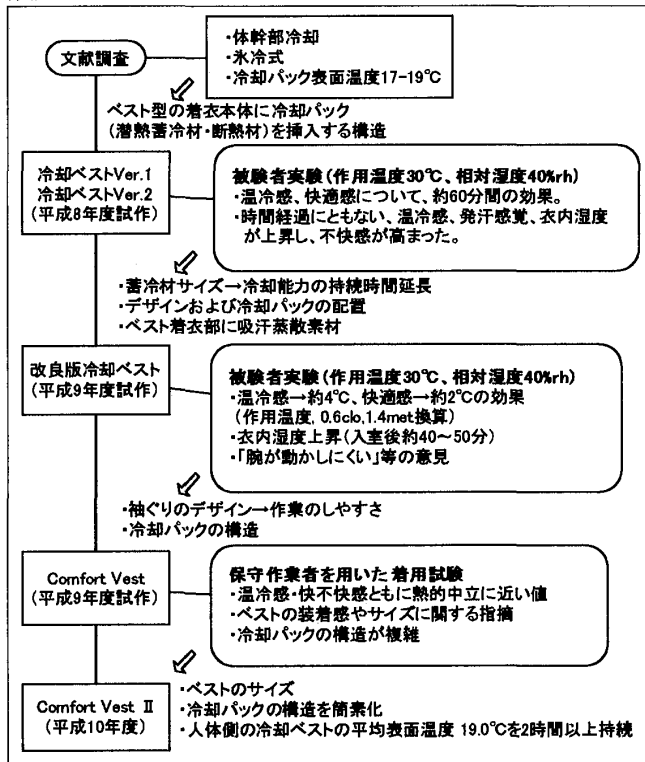 文献調査
・体幹部冷却
・氷冷式
・冷却パック表面温度17-19℃
ベスト型の着衣本体に冷却パック
(潜熱蓄冷材・断熱材)を挿入する構造
冷却ベストVer.1
冷却ベストVer.2
(平成8年度試作)
被験者実験(作用温度30℃、相対湿度40%rh)
・温冷感、快適感について、約60分間の効果。
・時間経過にともない、温冷感、発汗感覚、衣内湿度
が上昇し、不快感が高まった。
・蓄冷材サイズ→冷却能力の持続時間延長
・デザインおよび冷却パックの配置
・ベスト着衣部に吸汗蒸散素材
改良版冷却ベスト
(平成9年度試作)
被験者実験(作用温度30℃、相対湿度40%rh)
・温冷感→約4℃、快適感→約2℃の効果
(作用温度, 0.6clo,1.4met換算)
・衣内湿度上昇(入室後約40～50分)
・「腕が動かしにくい」等の意見
・袖ぐりのデザイン→作業のしやすさ
・冷却パックの構造
Comfort Vest
(平成9年度試作)
保守作業者を用いた着用試験
・温冷感・快不快感ともに熱的中立に近い値
・ベストの装着感やサイズに関する指摘
・冷却パックの構造が複雑
・ベストのサイズ
・冷却パックの構造を簡素化
・人体側の冷却ベストの平均表面温度 19.0℃を2時間以上持続
Comfort Vest Ⅱ
(平成10年度)